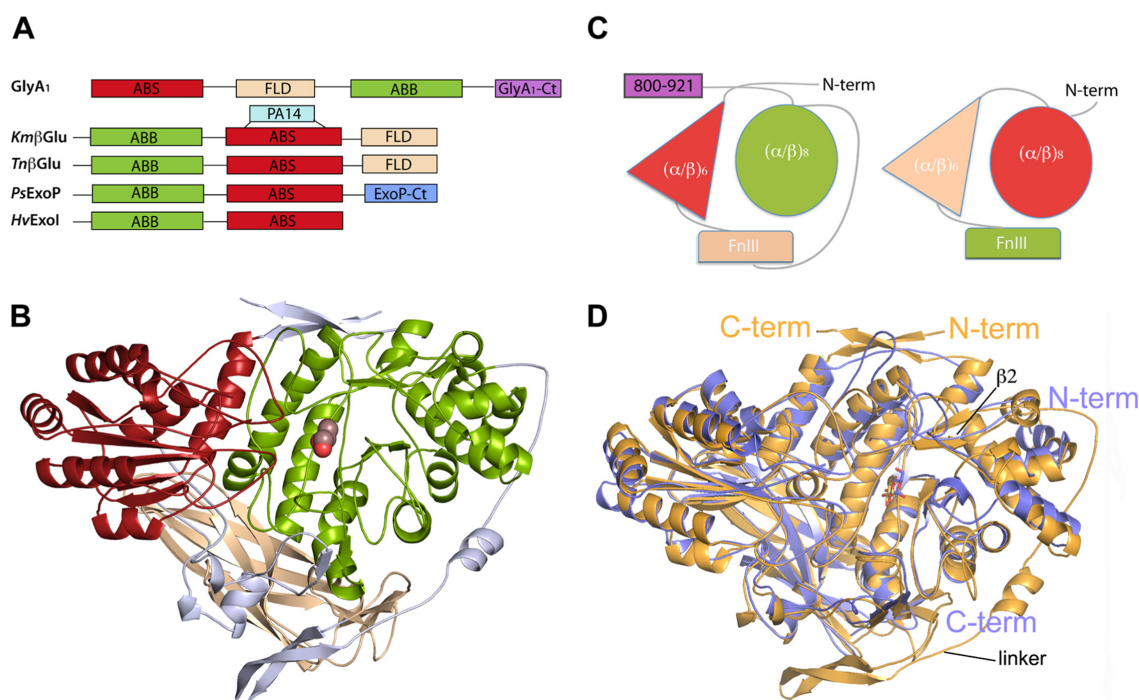 A
GlyA1 ABS FLD ABB GlyA1-Ct
PA14
KmβGlu ABB ABS FLD
TnβGlu ABB ABS FLD
PsExoP ABB ABS ExoP-Ct
HvExoI ABB ABS
B
C
800-921 N-term N-term
(α/β)6 (α/β)8 (α/β)6 (α/β)8
FnIII FnIII
D
C-term N-term
β2
N-term
C-term
linker